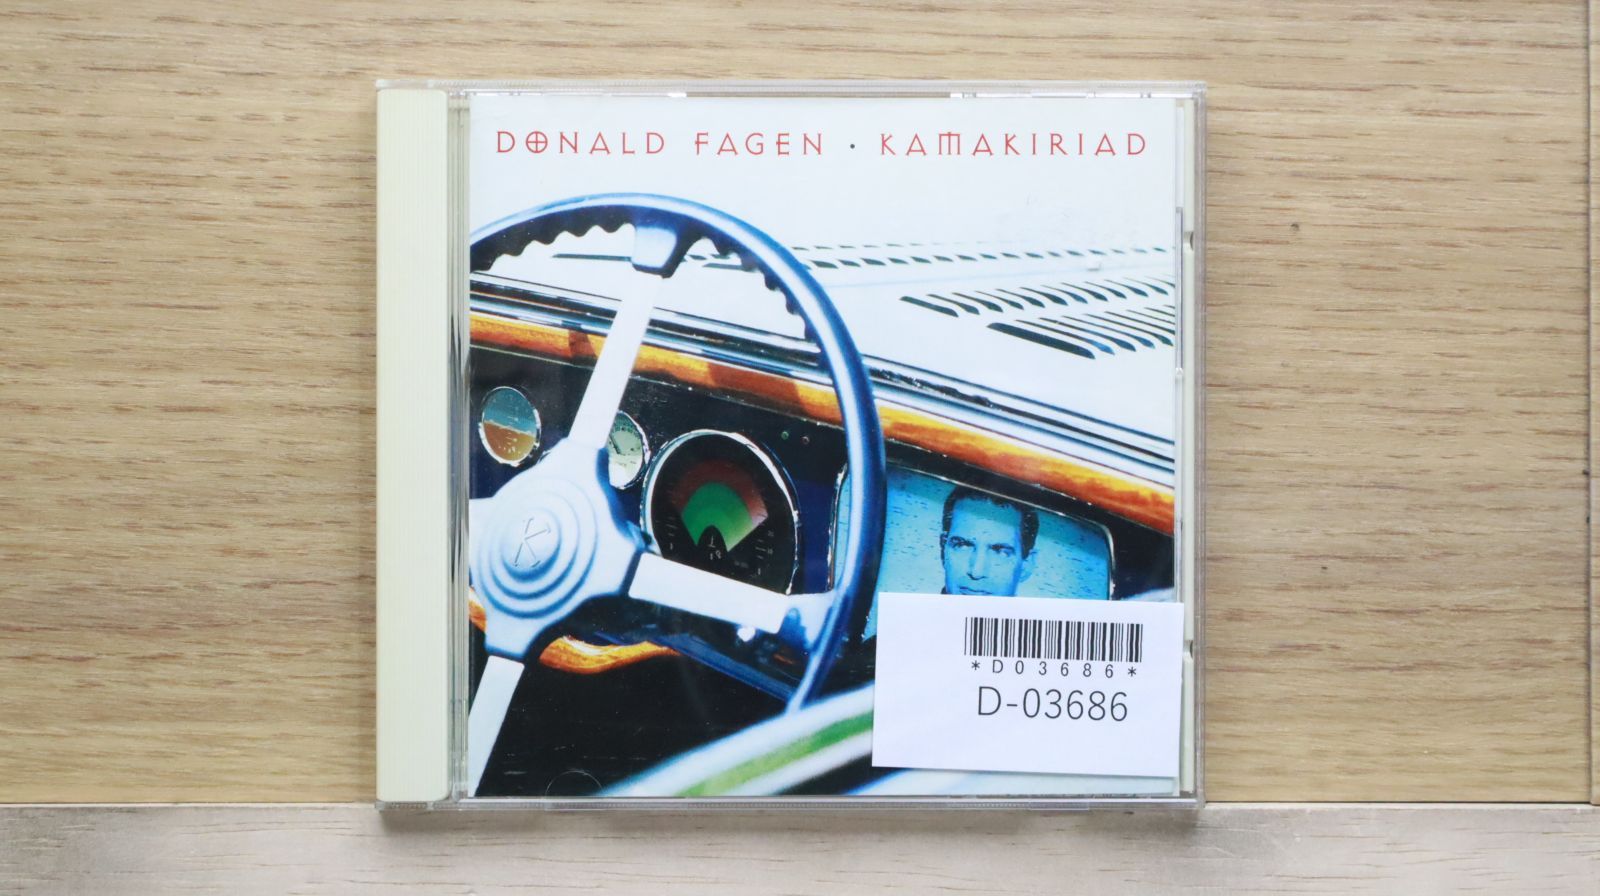 DONALD FAGEN · KAMAKIRIAD
K
*D03686*
D-03686